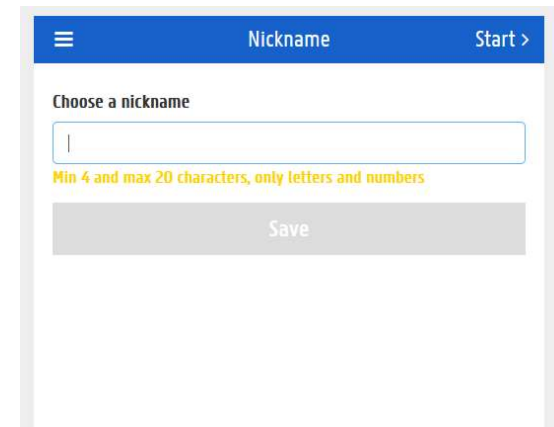 Nickname
Start >
Choose a nickname
Min 4 and max 20 characters, only letters and numbers
Save